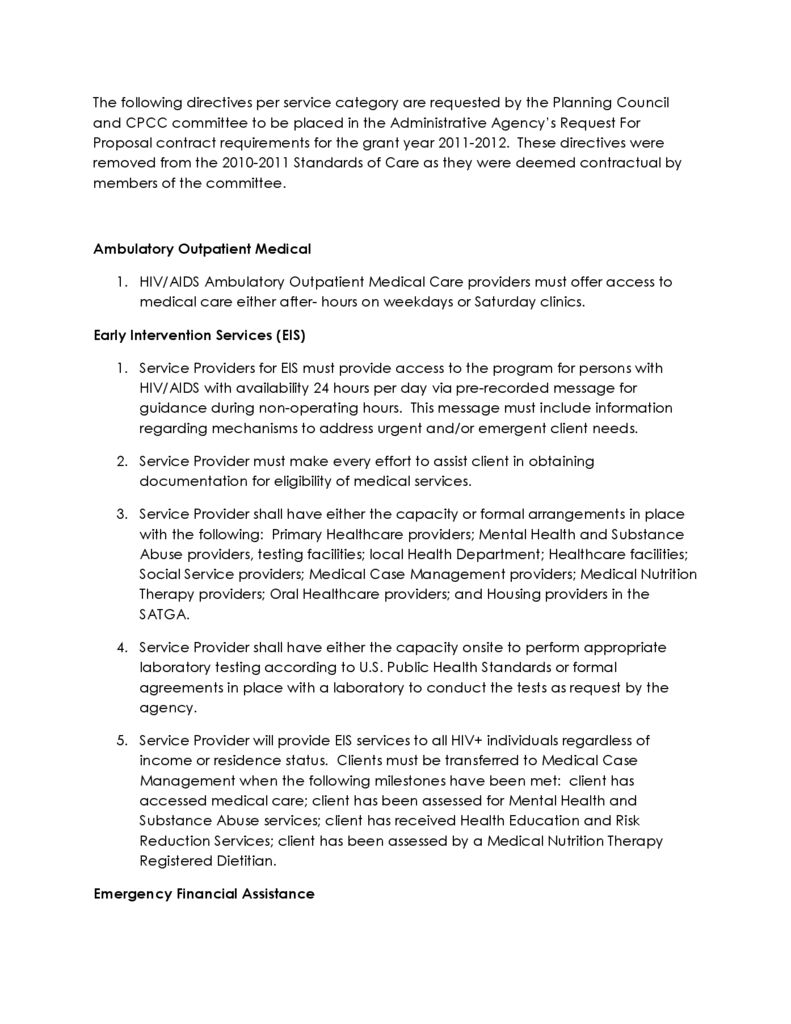 The following directives per service category are requested by the Planning Council
and CPCC committee to be placed in the Administrative Agency's Request For
Proposal contract requirements for the grant year 2011-2012.  These directives were
removed from the 2010-2011 Standards of Care as they were deemed contractual by
members of the committee.
Ambulatory Outpatient Medical
1. HIV/AIDS Ambulatory Outpatient Medical Care providers must offer access to
medical care either after- hours on weekdays or Saturday clinics.
Early Intervention Services (EIS)
1. Service Providers for EIS must provide access to the program for persons with
HIV/AIDS with availability 24 hours per day via pre-recorded message for
guidance during non-operating hours.  This message must include information
regarding mechanisms to address urgent and/or emergent client needs.
2. Service Provider must make every effort to assist client in obtaining
documentation for eligibility of medical services.
3. Service Provider shall have either the capacity or formal arrangements in place
with the following:  Primary Healthcare providers; Mental Health and Substance
Abuse providers, testing facilities; local Health Department; Healthcare facilities;
Social Service providers; Medical Case Management providers; Medical Nutrition
Therapy providers; Oral Healthcare providers; and Housing providers in the
SATGA.
4. Service Provider shall have either the capacity onsite to perform appropriate
laboratory testing according to U.S. Public Health Standards or formal
agreements in place with a laboratory to conduct the tests as request by the
agency.
5. Service Provider will provide EIS services to all HIV+ individuals regardless of
income or residence status.  Clients must be transferred to Medical Case
Management when the following milestones have been met:  client has
accessed medical care; client has been assessed for Mental Health and
Substance Abuse services; client has received Health Education and Risk
Reduction Services; client has been assessed by a Medical Nutrition Therapy
Registered Dietitian.
Emergency Financial Assistance